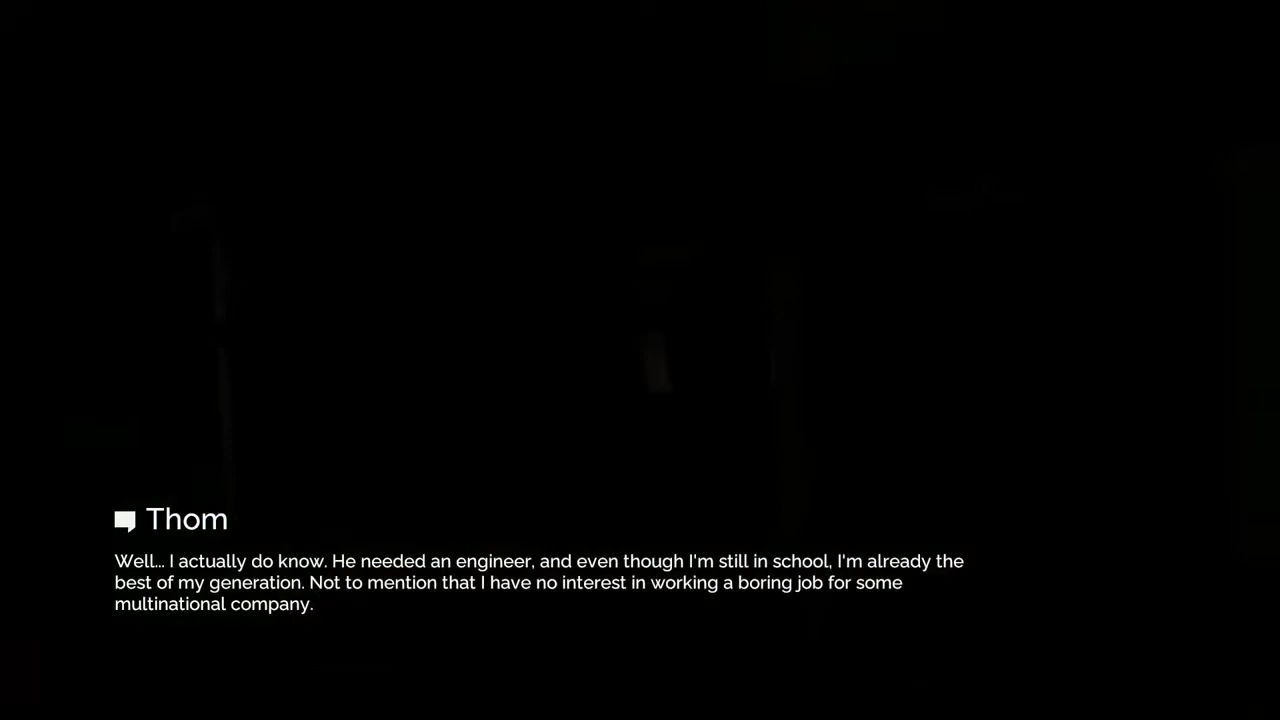 Thom
Well... I actually do know. He needed an engineer, and even though I'm still in school, I'm already the
best of my generation. Not to mention that I have no interest in working a boring job for some
multinational company.